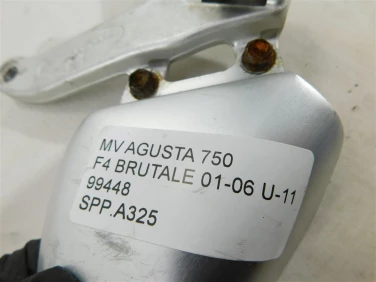 MV AGUSTA 750
F4 BRUTALE 01-06 U-11
99448
SPP.A325